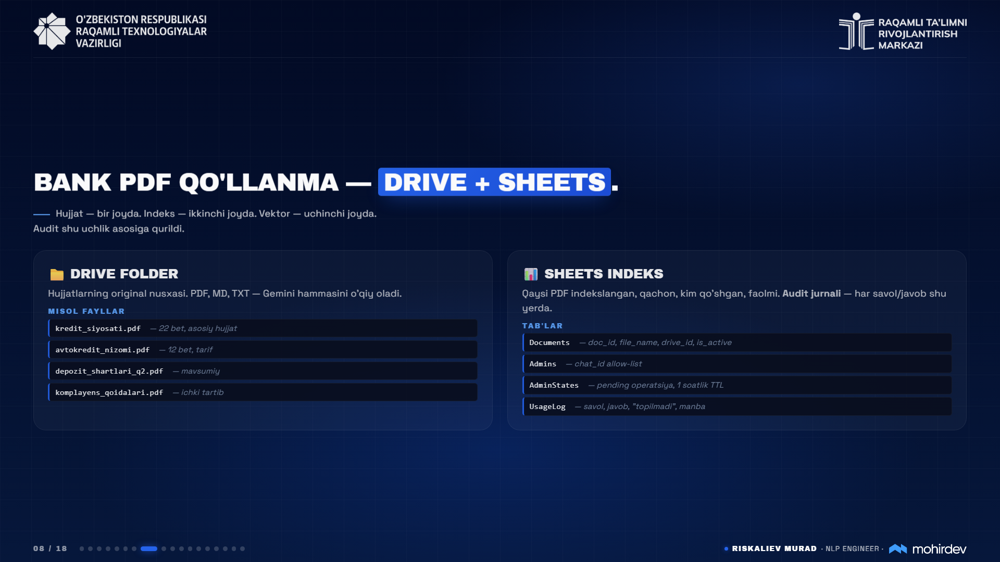 O'ZBEKISTON RESPUBLIKASI
RAQAMLI TEXNOLOGIYALAR
VAZIRLIGI
RAQAMLI TA'LIMNI
RIVOJLANTIRISH
MARKAZI
BANK PDF QO'LLANMA — DRIVE + SHEETS.
Hujjat — bir joyda. Indeks — ikkinchi joyda. Vektor — uchinchi joyda.
Audit shu uchlik asosiga qurildi.
DRIVE FOLDER
Hujjatlarning original nusxasi. PDF, MD, TXT — Gemini hammasini o'qiy oladi.
MISOL FAYLLAR
kredit_siyosati.pdf — 22 bet, asosiy hujjat
avtokredit_nizomi.pdf — 12 bet, tarif
depozit_shartlari_q2.pdf — mavsumiy
komplayens_qoidalari.pdf — ichki tartib
SHEETS INDEKS
Qaysi PDF indekslangan, qachon, kim qo'shgan, faolmi. Audit jurnali — har savol/javob shu
yerda.
TAB'LAR
Documents — doc_id, file_name, drive_id, is_active
Admins — chat_id allow-list
AdminStates — pending operatsiya, 1 soatlik TTL
UsageLog — savol, javob, "topilmadi", manba
08 / 18
RISKALIEV MURAD · NLP ENGINEER · mohirdev